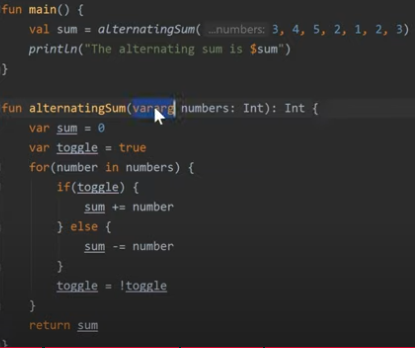 fun main() {
val sum = alternatingSum( ...numbers: 3, 4, 5, 2, 1, 2, 3)
println("The alternating sum is $sum")
}
fun alternatingSum(vararg numbers: Int): Int {
var sum = 0
var toggle = true
for(number in numbers) {
if(toggle) {
sum += number
} else {
sum -= number
}
toggle = !toggle
}
return sum
}